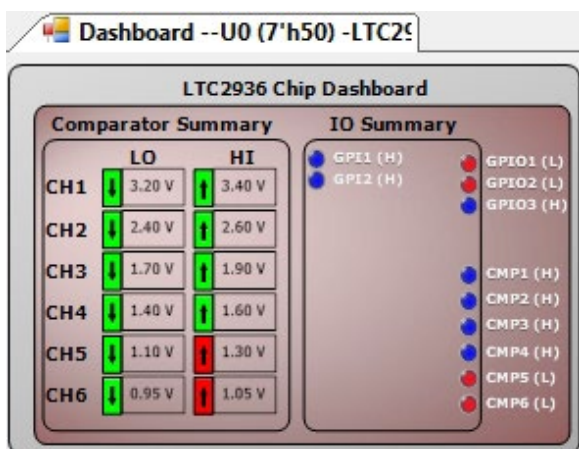 Dashboard --U0 (7'h50) -LTC29
LTC2936 Chip Dashboard
Comparator Summary
LO HI
CH1 3.20 V 3.40 V
CH2 2.40 V 2.60 V
CH3 1.70 V 1.90 V
CH4 1.40 V 1.60 V
CH5 1.10 V 1.30 V
CH6 0.95 V 1.05 V
IO Summary
GPI1 (H)
GPI2 (H)
GPIO1 (L)
GPIO2 (L)
GPIO3 (H)
CMP1 (H)
CMP2 (H)
CMP3 (H)
CMP4 (H)
CMP5 (L)
CMP6 (L)